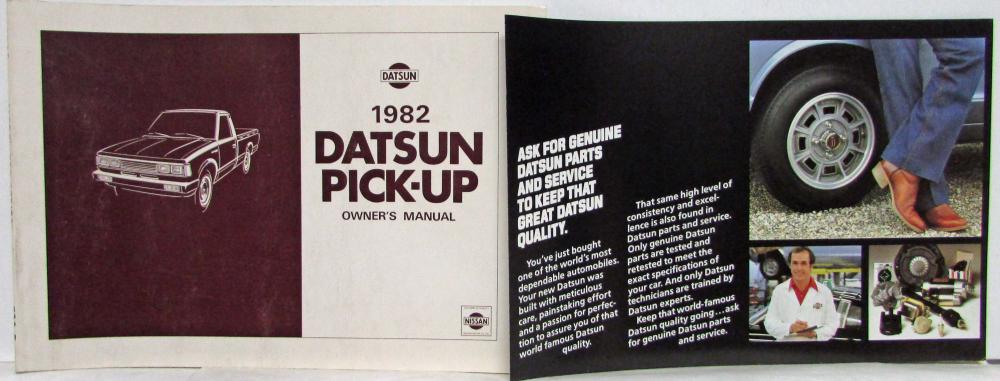 DATSUN
1982
DATSUN
PICK-UP
OWNER'S MANUAL
NISSAN
ASK FOR GENUINE
DATSUN PARTS
AND SERVICE
TO KEEP THAT
GREAT DATSUN
QUALITY.
You've just bought
one of the world's most
dependable automobiles.
Your new Datsun was
built with meticulous
care, painstaking effort
and a passion for perfec-
tion to assure you of that
world famous Datsun
quality.
That same high level of
consistency and excel-
lence is also found in
Datsun parts and service.
Only genuine Datsun
parts are tested and
retested to meet the
exact specifications of
your car. And only Datsun
technicians are trained by
Datsun experts.
Keep that world-famous
Datsun quality going...ask
for genuine Datsun parts
and service.